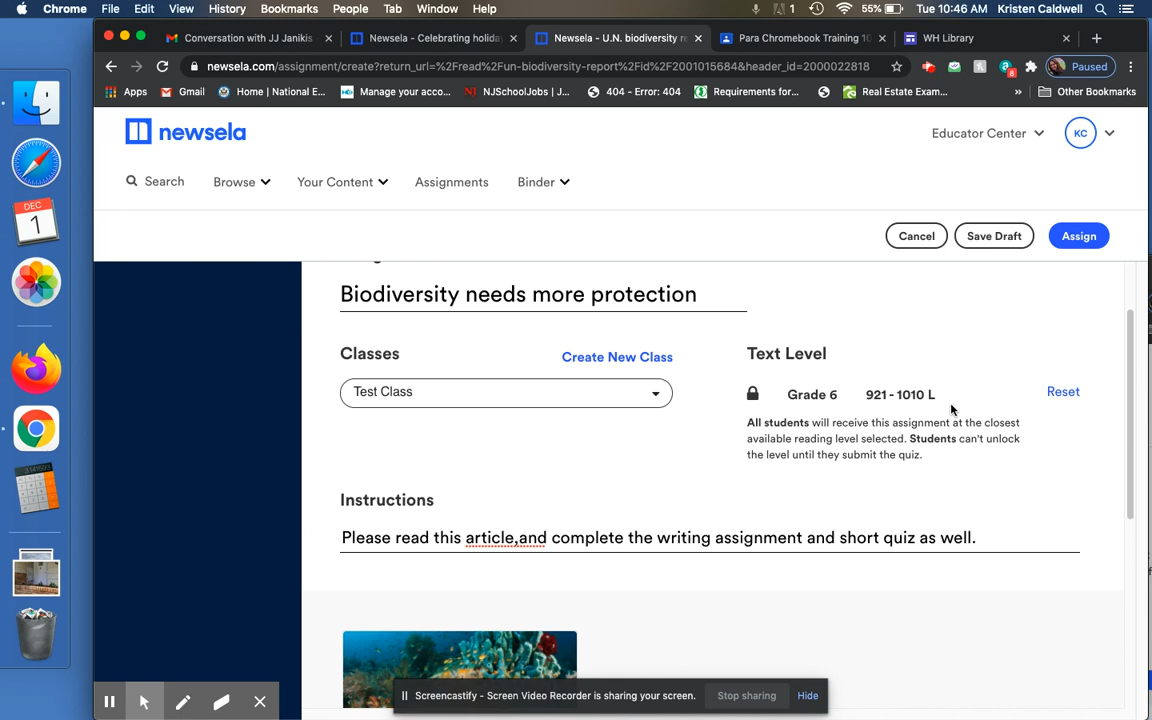 Chrome File Edit View History Bookmarks People Tab Window Help 1 55% Tue 10:46 AM Kristen Caldwell
Conversation with JJ Janikis Newsela - Celebrating holida Newsela - U.N. biodiversity re Para Chromebook Training 10 WH Library
newsela.com/assignment/create?return_url=%2Fread%2Fun-biodiversity-report%2Fid%2F2001015684&header_id=2000022818 8 Paused
Apps Gmail Home | National E... Manage your acco... NJSchoolJobs | J... 404 - Error: 404 Requirements for... Real Estate Exam... » Other Bookmarks
newsela Educator Center KC
Search Browse Your Content Assignments Binder
Cancel Save Draft Assign
Biodiversity needs more protection
Classes Create New Class Text Level
Test Class Grade 6 921 - 1010 L Reset
All students will receive this assignment at the closest
available reading level selected. Students can't unlock
the level until they submit the quiz.
Instructions
Please read this article,and complete the writing assignment and short quiz as well.
Screencastify - Screen Video Recorder is sharing your screen. Stop sharing Hide
DEC
1